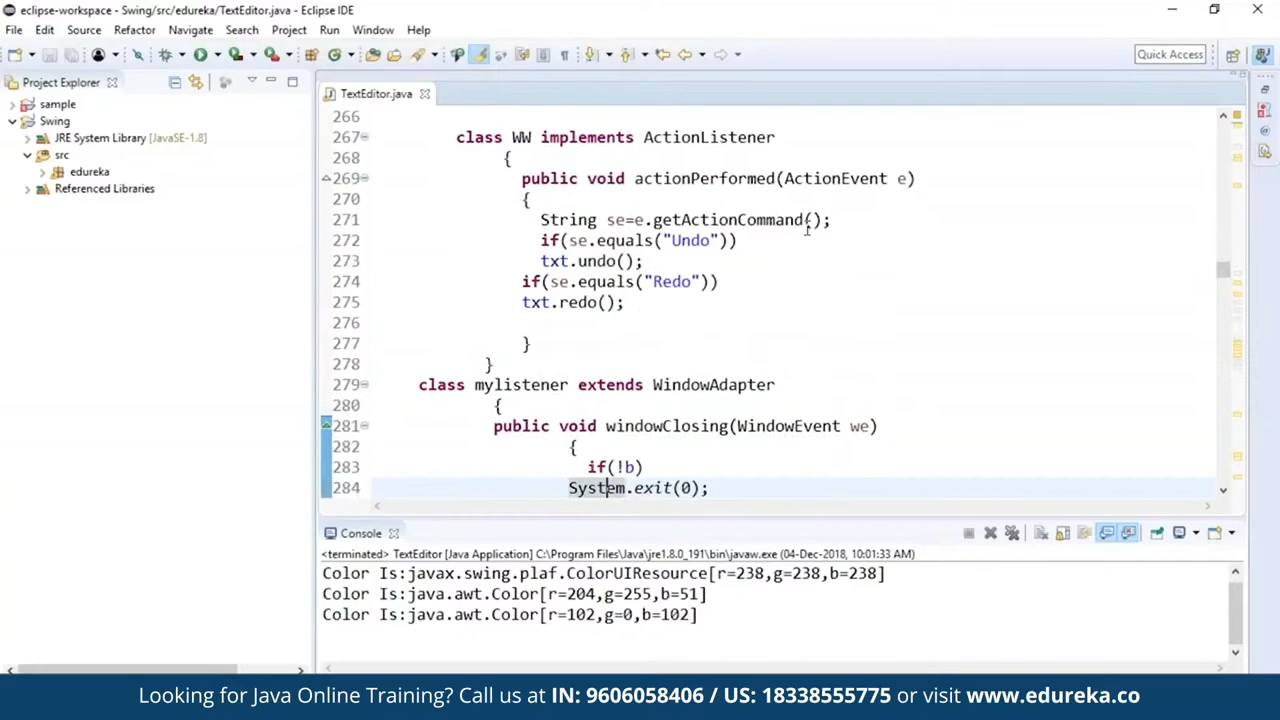 eclipse-workspace - Swing/src/edureka/TextEditor.java - Eclipse IDE
File Edit Source Refactor Navigate Search Project Run Window Help
Quick Access
Project Explorer
sample
Swing
JRE System Library [JavaSE-1.8]
src
edureka
Referenced Libraries
TextEditor.java
266
267 class WW implements ActionListener
268 {
269 public void actionPerformed(ActionEvent e)
270 {
271 String se=e.getActionCommand();
272 if(se.equals("Undo"))
273 txt.undo();
274 if(se.equals("Redo"))
275 txt.redo();
276
277 }
278 }
279 class mylistener extends WindowAdapter
280 {
281 public void windowClosing(WindowEvent we)
282 {
283 if(!b)
284 System.exit(0);
Console
<terminated> TextEditor [Java Application] C:\Program Files\Java\jre1.8.0_191\bin\javaw.exe (04-Dec-2018, 10:01:33 AM)
Color Is:javax.swing.plaf.ColorUIResource[r=238,g=238,b=238]
Color Is:java.awt.Color[r=204,g=255,b=51]
Color Is:java.awt.Color[r=102,g=0,b=102]
Looking for Java Online Training? Call us at IN: 9606058406 / US: 18338555775 or visit www.edureka.co